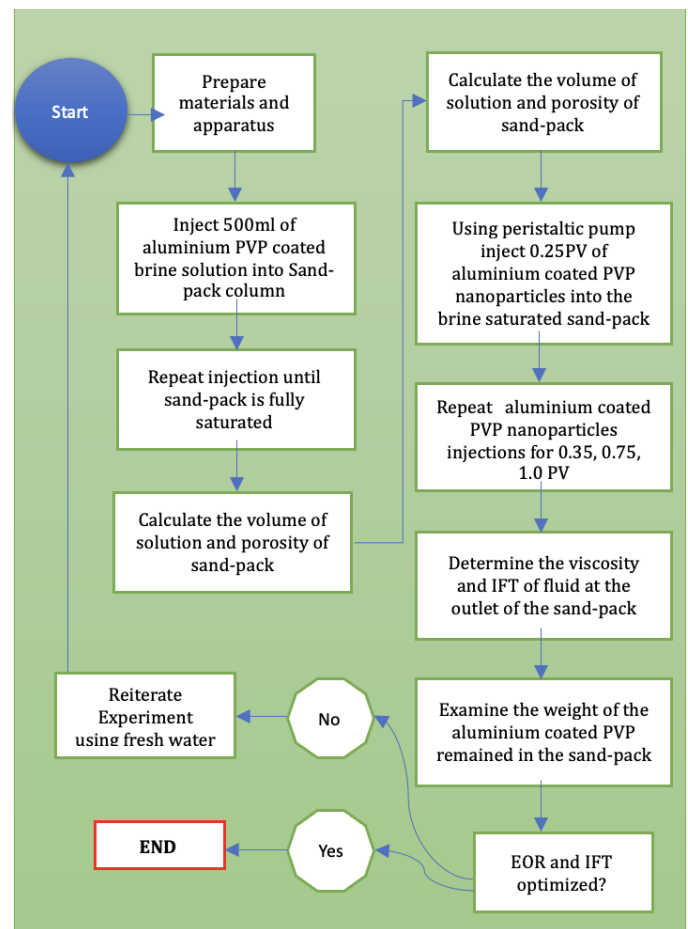 Start
Prepare
materials and
apparatus
Inject 500ml of
aluminium PVP coated
brine solution into Sand-
pack column
Repeat injection until
sand-pack is fully
saturated
Calculate the volume of
solution and porosity of
sand-pack
Calculate the volume of
solution and porosity of
sand-pack
Using peristaltic pump
inject 0.25PV of
aluminium coated PVP
nanoparticles into the
brine saturated sand-pack
Repeat aluminium coated
PVP nanoparticles
injections for 0.35, 0.75,
1.0 PV
Determine the viscosity
and IFT of fluid at the
outlet of the sand-pack
Examine the weight of the
aluminium coated PVP
remained in the sand-pack
EOR and IFT
optimized?
No
Reiterate
Experiment
using fresh water
Yes
END